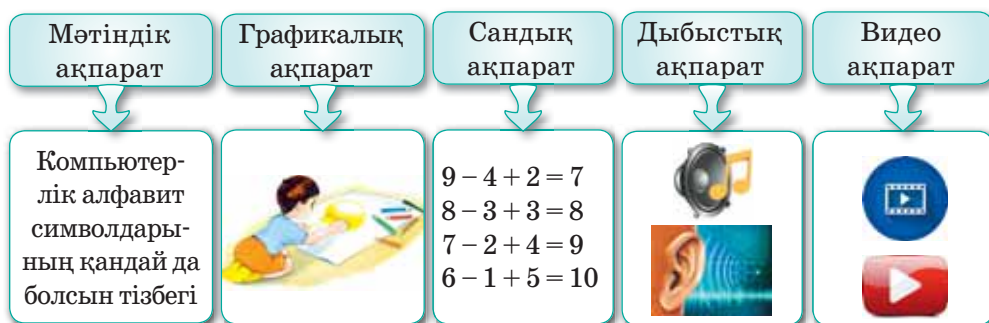 Мәтіндік
ақпарат
Графикалық
ақпарат
Сандық
ақпарат
Дыбыстық
ақпарат
Видео
ақпарат
Компьютер-
лік алфавит
символдары-
ның қандай да
болсын тізбегі
9 – 4 + 2 = 7
8 – 3 + 3 = 8
7 – 2 + 4 = 9
6 – 1 + 5 = 10